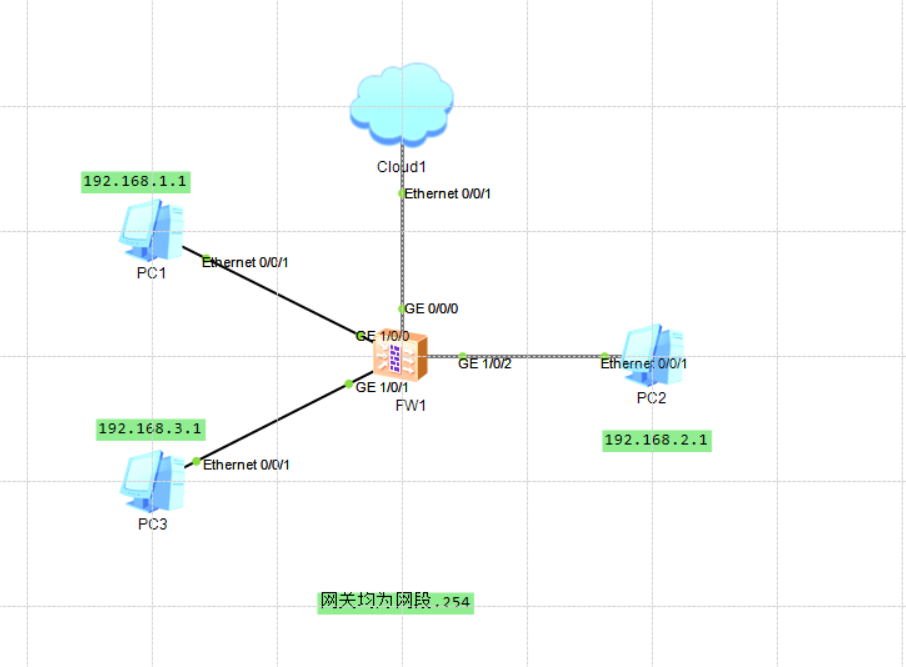 Cloud1
Ethernet 0/0/1
192.168.1.1
PC1
Ethernet 0/0/1
GE 0/0/0
GE 1/0/0
GE 1/0/2
Ethernet 0/0/1
GE 1/0/1
FW1
PC2
192.168.3.1
192.168.2.1
Ethernet 0/0/1
PC3
网关均为网段.254